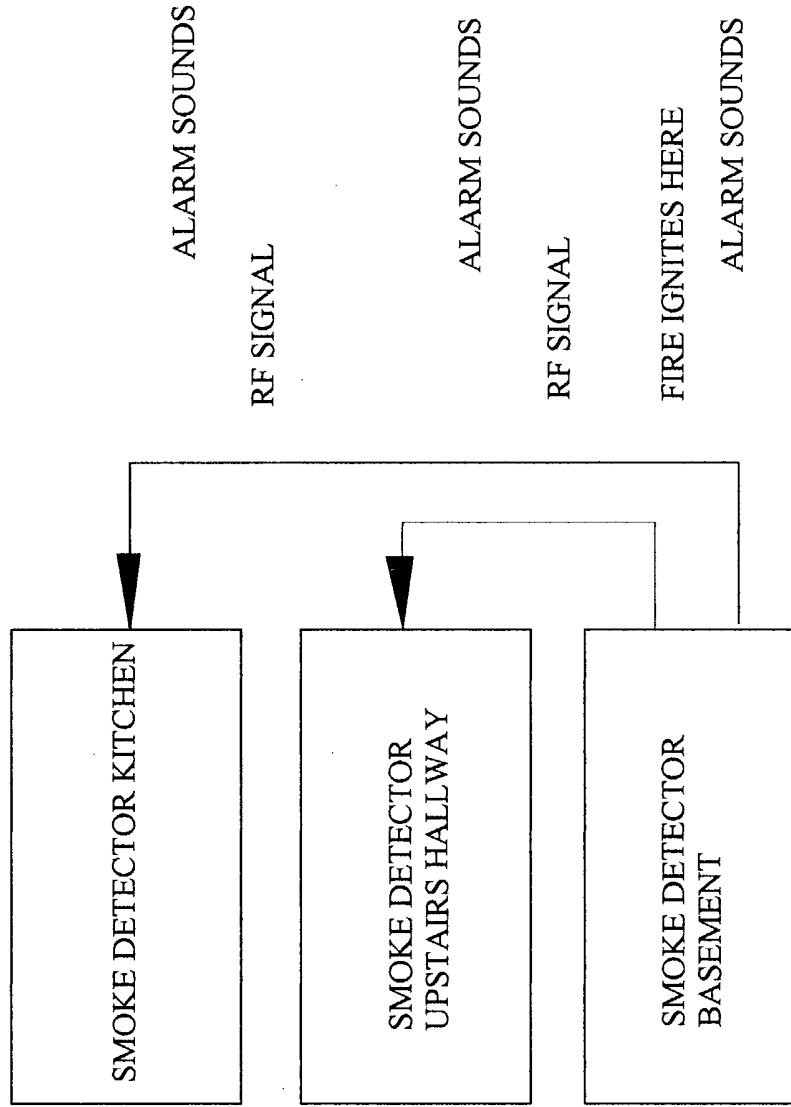 SMOKE DETECTOR KITCHEN
ALARM SOUNDS
RF SIGNAL
SMOKE DETECTOR
UPSTAIRS HALLWAY
ALARM SOUNDS
RF SIGNAL
SMOKE DETECTOR
BASEMENT
FIRE IGNITES HERE
ALARM SOUNDS